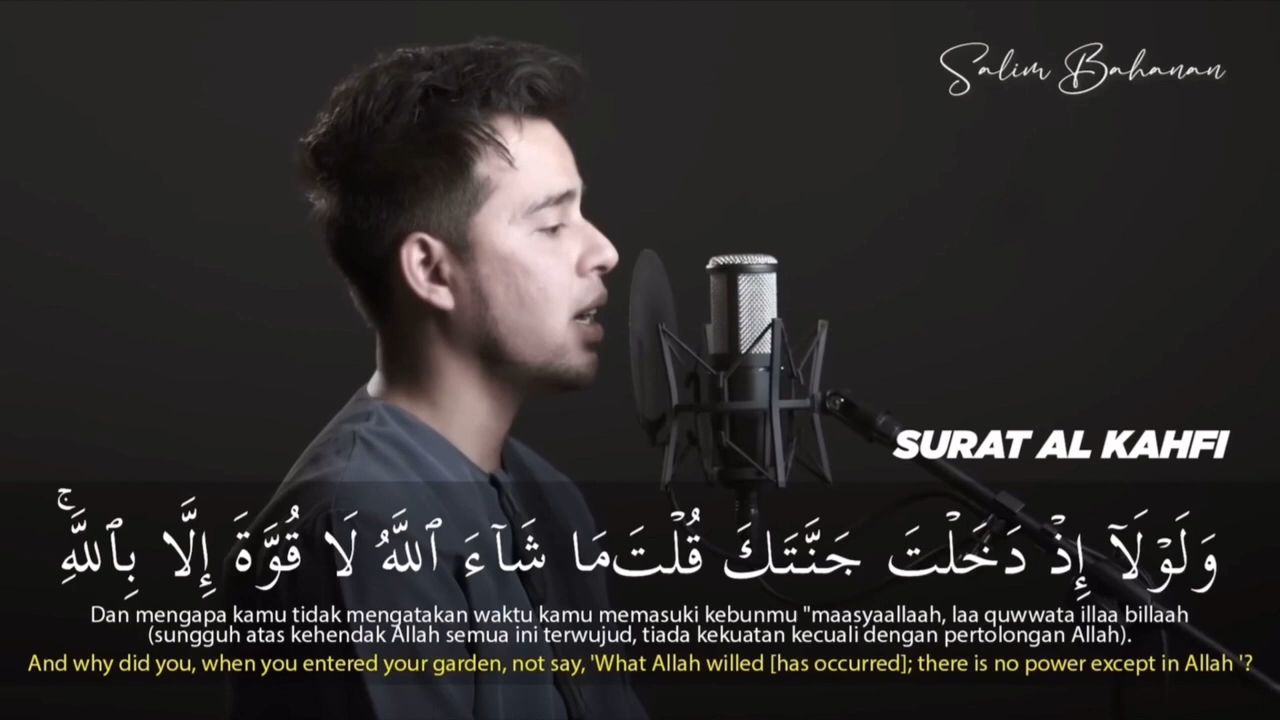 Salim Bahanan
SURAT AL KAHFI
وَلَوْلَآ إِذْ دَخَلْتَ جَنَّتَكَ قُلْتَ مَا شَآءَ ٱللَّهُ لَا قُوَّةَ إِلَّا بِٱللَّهِ ۚ
Dan mengapa kamu tidak mengatakan waktu kamu memasuki kebunmu "maasyaallaah, laa quwwata illaa billaah
(sungguh atas kehendak Allah semua ini terwujud, tiada kekuatan kecuali dengan pertolongan Allah).
And why did you, when you entered your garden, not say, 'What Allah willed [has occurred]; there is no power except in Allah '?